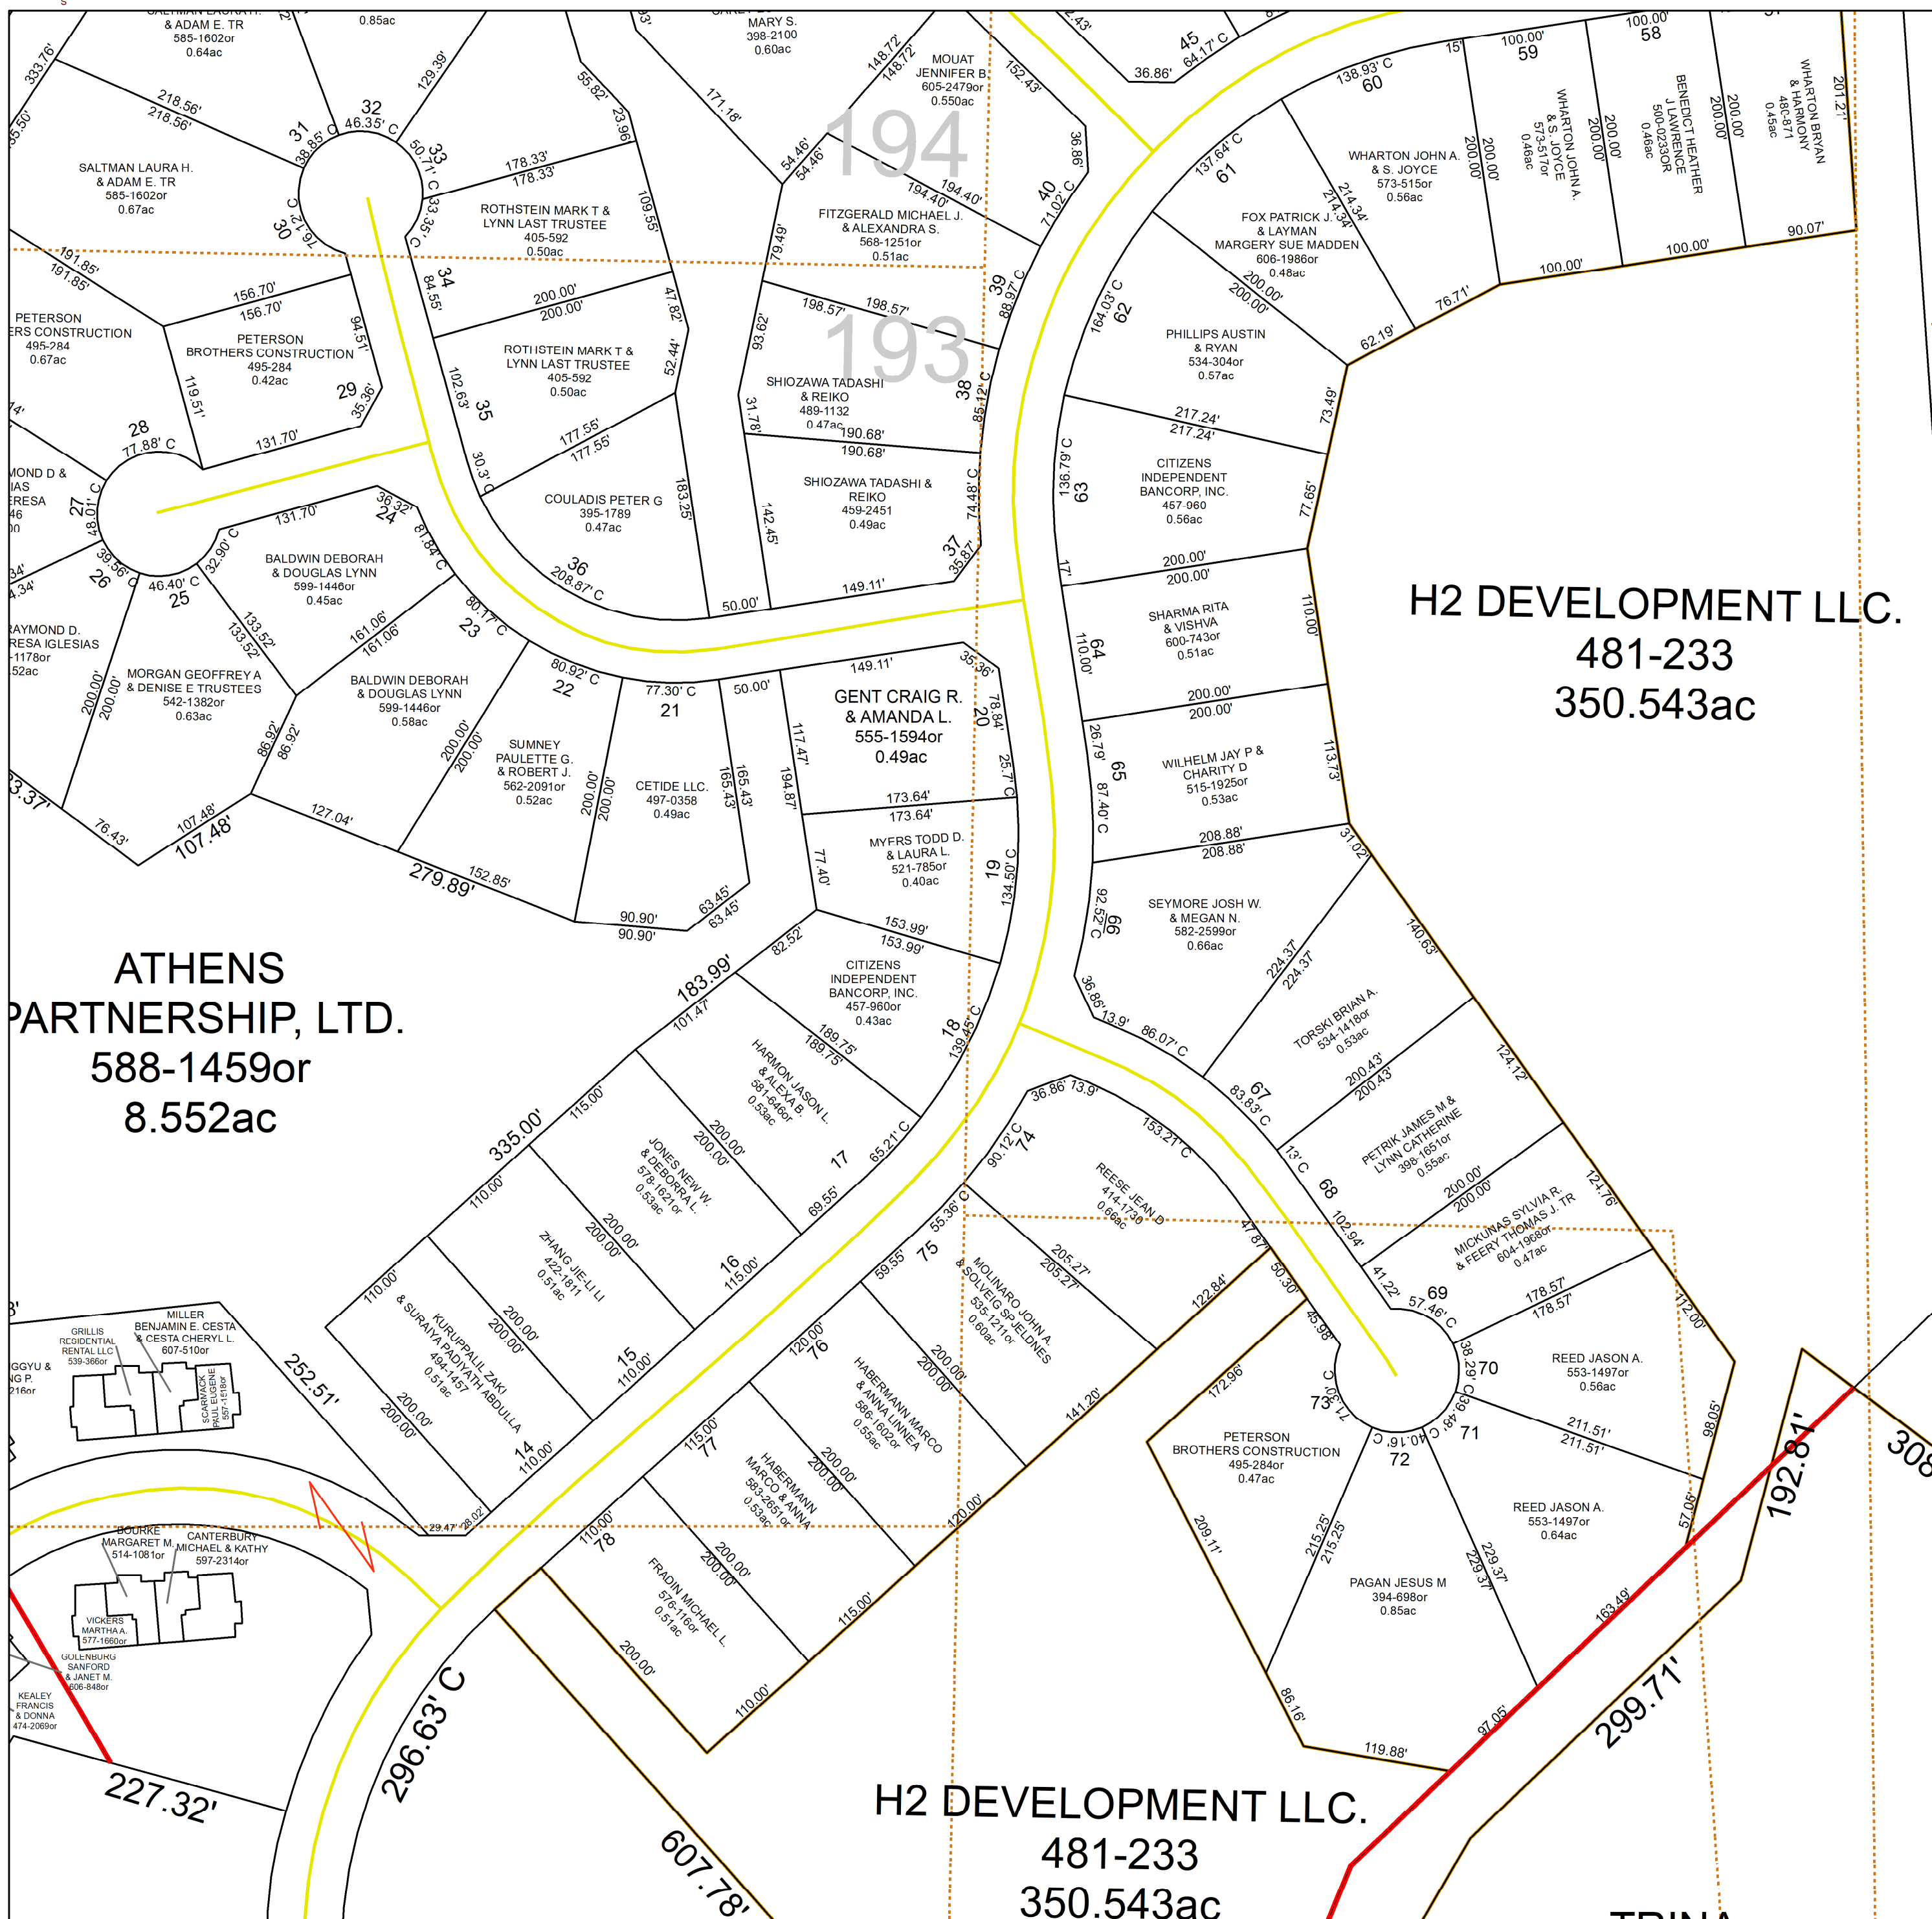 & ADAM E. TR
585-1602or
0.64ac
0.85ac
333.76'
218.56'
218.56'
129.39'
31
38.85' C
32
46.35' C
33
50.71' C
33.35' C
30
76.12' C
SALTMAN LAURA H.
& ADAM E. TR
585-1602or
0.67ac
191.85'
191.85'
55.82'
23.96'
178.33'
178.33'
109.55'
ROTHSTEIN MARK T &
LYNN LAST TRUSTEE
405-592
0.50ac
34
84.55'
200.00'
200.00'
47.82'
52.44'
ROTHSTEIN MARK T &
LYNN LAST TRUSTEE
405-592
0.50ac
102.63'
35
30.3' C
177.55'
177.55'
183.25'
COULADIS PETER G
395-1789
0.47ac
36
208.87' C
50.00'
MARY S.
398-2100
0.60ac
171.18'
148.72'
148.72'
54.46'
54.46'
MOUAT
JENNIFER B.
605-2479or
0.550ac
152.43'
36.86'
194
194.40'
194.40'
40
71.02' C
FITZGERALD MICHAEL J.
& ALEXANDRA S.
568-1251or
0.51ac
79.49'
39
88.97' C
198.57'
198.57'
193
93.62'
31.78'
SHIOZAWA TADASHI
& REIKO
489-1132
0.47ac
38
85.12' C
190.68'
190.68'
SHIOZAWA TADASHI &
REIKO
459-2451
0.49ac
142.45'
74.48' C
37
35.87'
149.11'
45
64.17' C
36.86'
PETERSON
495-284
0.67ac
156.70'
156.70'
PETERSON
BROTHERS CONSTRUCTION
495-284
0.42ac
94.51'
119.51'
29
35.36'
131.70'
28
77.88' C
27
48.01' C
26
39.56' C
25
46.40' C
32.90' C
131.70'
36.32'
24
81.84' C
BALDWIN DEBORAH
& DOUGLAS LYNN
599-1446or
0.45ac
133.52'
133.52'
161.06'
161.06'
23
80.17' C
BALDWIN DEBORAH
& DOUGLAS LYNN
599-1446or
0.58ac
MORGAN GEOFFREY A
& DENISE E TRUSTEES
542-1382or
0.63ac
200.00'
200.00'
86.92'
86.92'
76.43'
107.48'
107.48'
127.04'
200.00'
200.00'
SUMNEY
PAULETTE G.
& ROBERT J.
562-2091or
0.52ac
22
80.92' C
279.89'
152.85'
200.00'
200.00'
77.30' C
21
CETIDE LLC.
497-0358
0.49ac
90.90'
90.90'
63.45'
63.45'
165.43'
165.43'
50.00'
149.11'
35.36'
GENT CRAIG R.
& AMANDA L.
555-1594or
0.49ac
20
78.84'
25.7' C
117.47'
194.87'
77.40'
173.64'
173.64'
MYERS TODD D.
& LAURA L.
521-785or
0.40ac
19
134.50' C
153.99'
153.99'
82.52'
CITIZENS
INDEPENDENT
BANCORP, INC.
457-960or
0.43ac
18
139.45' C
183.99'
101.47'
189.75'
189.75'
HARMON JASON L.
& ALEXA B.
581-646or
0.53ac
17
65.21' C
69.55'
335.00'
115.00'
200.00'
200.00'
JONES NEW W.
& DEBORRA L.
578-1621or
0.53ac
16
115.00'
110.00'
200.00'
200.00'
ZHANG JIE-LI LI
422-1811
0.51ac
15
110.00'
110.00'
200.00'
200.00'
KURUPPALIL ZAKI
& SURAIYA PADIYATH ABDULLA
494-1457
0.51ac
14
110.00'
200.00'
200.00'
252.51'
29.47'
28.02'
ATHENS
PARTNERSHIP, LTD.
588-1459or
8.552ac
138.93' C
60
15'
100.00'
59
100.00'
58
WHARTON JOHN A.
& S. JOYCE
573-515or
0.56ac
200.00'
200.00'
WHARTON JOHN A.
& S. JOYCE
573-517or
0.46ac
200.00'
200.00'
BENEDICT HEATHER
J LAWRENCE
500-0233OR
0.46ac
200.00'
200.00'
WHARTON BRYAN
& HARMONY
480-871
0.45ac
201.21'
90.07'
100.00'
100.00'
76.71'
62.19'
137.64' C
61
214.34'
214.34'
FOX PATRICK J.
& LAYMAN
MARGERY SUE MADDEN
606-1986or
0.48ac
200.00'
200.00'
164.03' C
62
PHILLIPS AUSTIN
& RYAN
534-304or
0.57ac
73.49'
217.24'
217.24'
136.79' C
63
17'
CITIZENS
INDEPENDENT
BANCORP, INC.
457-960
0.56ac
77.65'
200.00'
200.00'
SHARMA RITA
& VISHVA
600-743or
0.51ac
64
110.00'
110.00'
200.00'
200.00'
26.79'
65
87.40' C
WILHELM JAY P &
CHARITY D
515-1925or
0.53ac
113.73'
208.88'
208.88'
31.02'
92.52' C
66
SEYMORE JOSH W.
& MEGAN N.
582-2599or
0.66ac
36.86'
13.9'
86.07' C
224.37'
224.37'
140.63'
TORSKI BRIAN A.
534-1418or
0.53ac
67
83.83' C
200.43'
200.43'
124.12'
PETRIK JAMES M &
LYNN CATHERINE
398-1651or
0.55ac
13' C
68
102.94'
200.00'
200.00'
124.76'
MICKUNAS SYLVIA R.
& FEERY THOMAS J. TR
604-1968or
0.47ac
41.22'
69
57.46' C
178.57'
178.57'
112.00'
38.29' C
70
REED JASON A.
553-1497or
0.56ac
98.05'
39.48' C
71
211.51'
211.51'
REED JASON A.
553-1497or
0.64ac
57.05'
229.37'
229.37'
163.49'
40.16' C
72
PAGAN JESUS M
394-698or
0.85ac
215.25'
215.25'
86.16'
119.88'
97.05'
73
71.30' C
45.98'
PETERSON
BROTHERS CONSTRUCTION
495-284or
0.47ac
172.96'
209.11'
50.30'
47.87'
H2 DEVELOPMENT LLC.
481-233
350.543ac
36.86'
13.9'
153.21' C
90.12' C
74
REESE JEAN D
414-1730
0.66ac
122.84'
205.27'
205.27'
55.36' C
59.55'
75
MOLINARO JOHN A.
& SOLVEIG SPJELDNES
535-1211or
0.60ac
141.20'
200.00'
200.00'
120.00'
76
HABERMANN MARCO
& ANNA LINNEA
586-1602or
0.55ac
120.00'
200.00'
200.00'
115.00'
77
HABERMANN
MARCO & ANNA
583-2651or
0.53ac
115.00'
200.00'
200.00'
110.00'
78
FRADIN MICHAEL L.
576-116or
0.51ac
110.00'
200.00'
GRILLIS
RESIDENTIAL
RENTAL LLC
539-366or
MILLER
BENJAMIN E. CESTA
& CESTA CHERYL L.
607-510or
SCARMACK
PAUL EUGENE
557-1518or
BOURKE
MARGARET M.
514-1081or
CANTERBURY
MICHAEL & KATHY
597-2314or
VICKERS
MARTHA A.
577-1660or
GOLENBURG
SANFORD
& JANET M.
606-848or
KEALEY
FRANCIS
& DONNA
474-2069or
227.32'
296.63' C
607.78'
H2 DEVELOPMENT LLC.
481-233
350.543ac
192.81'
299.71'
308